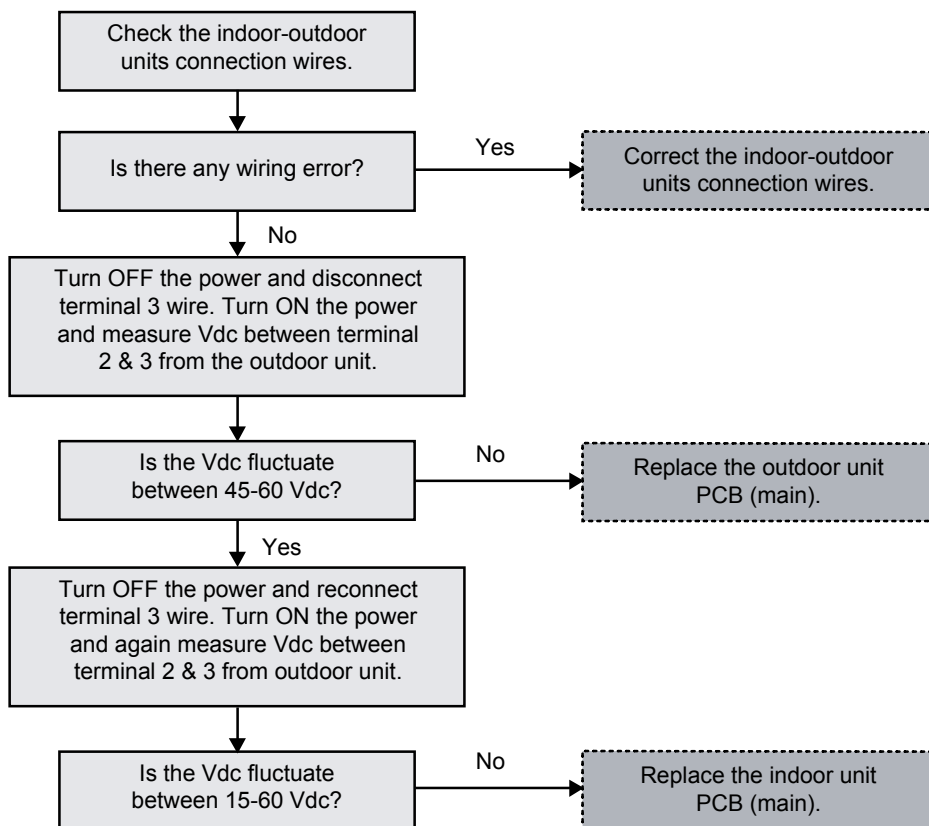 Check the indoor-outdoor
units connection wires.
Is there any wiring error?
Yes
Correct the indoor-outdoor
units connection wires.
No
Turn OFF the power and disconnect
terminal 3 wire. Turn ON the power
and measure Vdc between terminal
2 & 3 from the outdoor unit.
Is the Vdc fluctuate
between 45-60 Vdc?
No
Replace the outdoor unit
PCB (main).
Yes
Turn OFF the power and reconnect
terminal 3 wire. Turn ON the power
and again measure Vdc between
terminal 2 & 3 from outdoor unit.
Is the Vdc fluctuate
between 15-60 Vdc?
No
Replace the indoor unit
PCB (main).